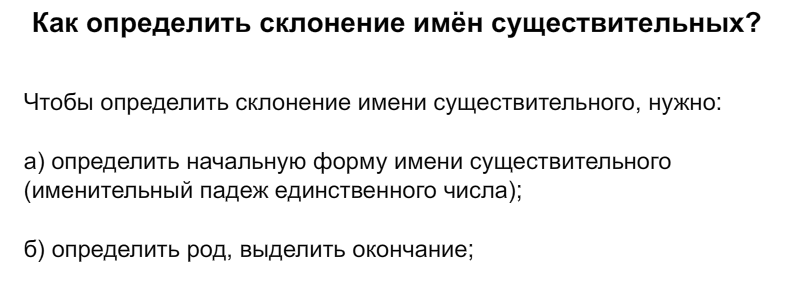 Как определить склонение имён существительных?
Чтобы определить склонение имени существительного, нужно:
а) определить начальную форму имени существительного
(именительный падеж единственного числа);
б) определить род, выделить окончание;